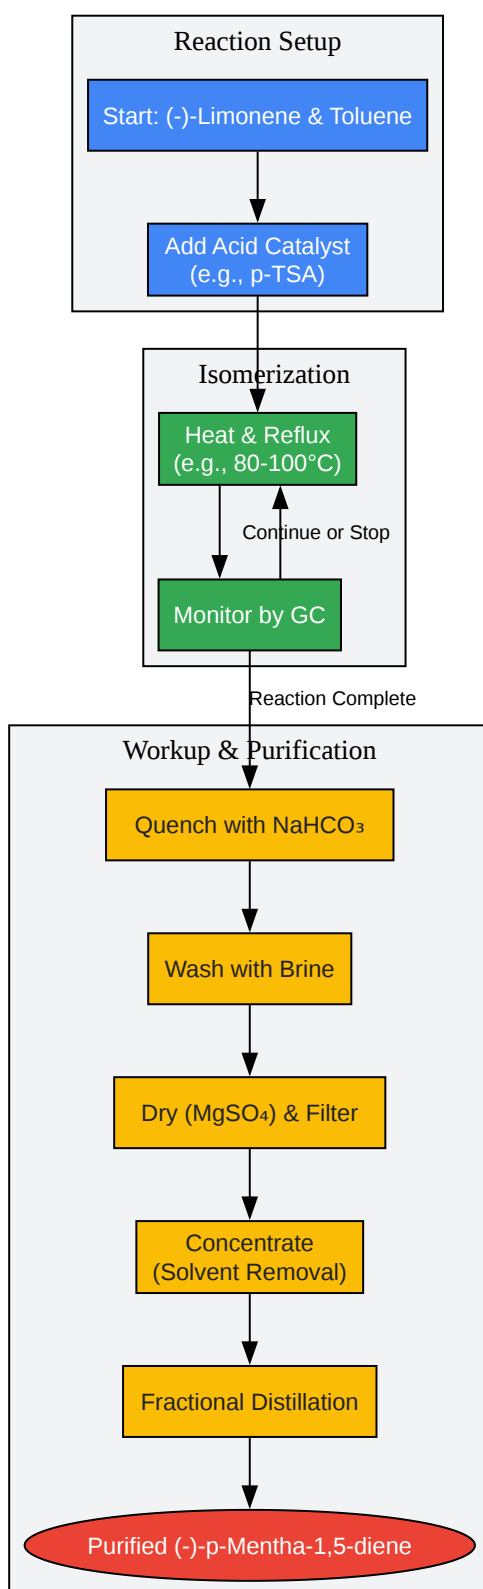 Reaction Setup
Start: (-)-Limonene & Toluene
Add Acid Catalyst
(e.g., p-TSA)
Isomerization
Heat & Reflux
(e.g., 80-100°C)
Continue or Stop
Monitor by GC
Reaction Complete
Workup & Purification
Quench with NaHCO₃
Wash with Brine
Dry (MgSO₄) & Filter
Concentrate
(Solvent Removal)
Fractional Distillation
Purified (-)-p-Mentha-1,5-diene